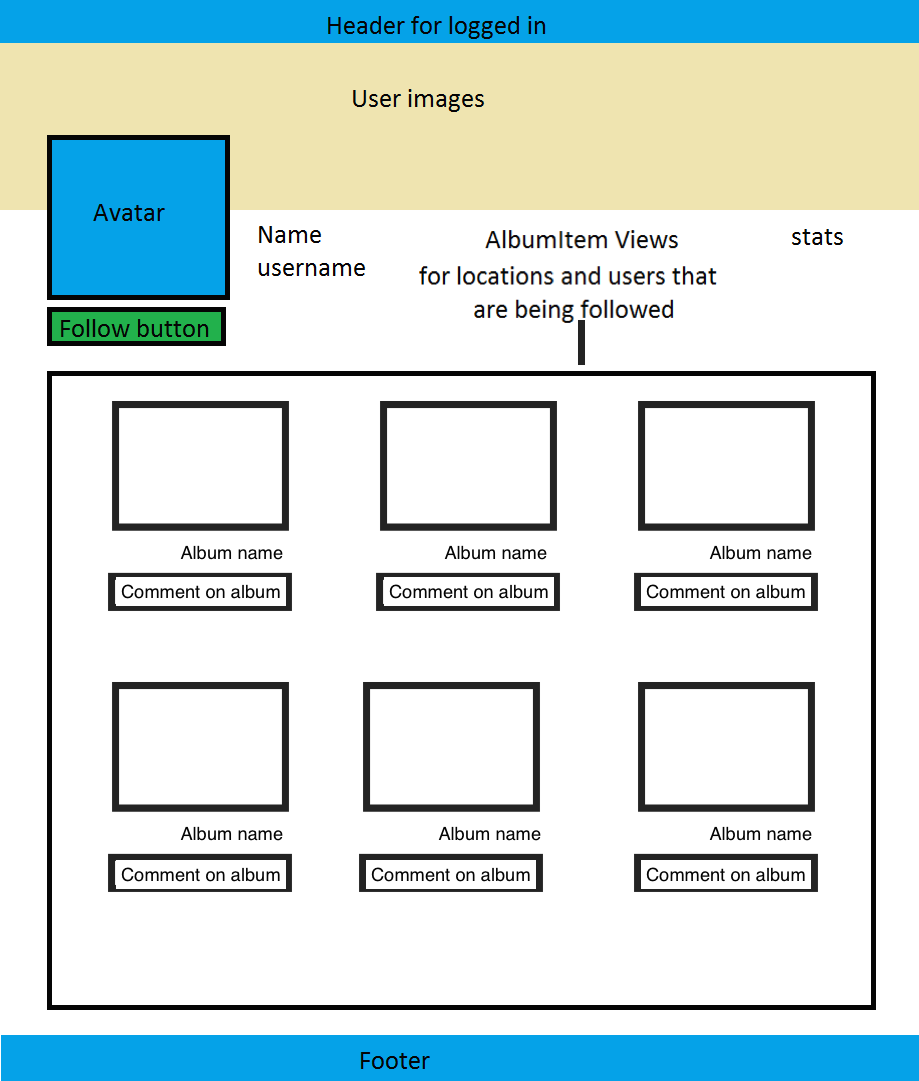 Header for logged in
User images
Avatar
Name
username
AlbumItem Views
for locations and users that
are being followed
stats
Follow button
Album name
Album name
Album name
Comment on album
Comment on album
Comment on album
Album name
Album name
Album name
Comment on album
Comment on album
Comment on album
Footer